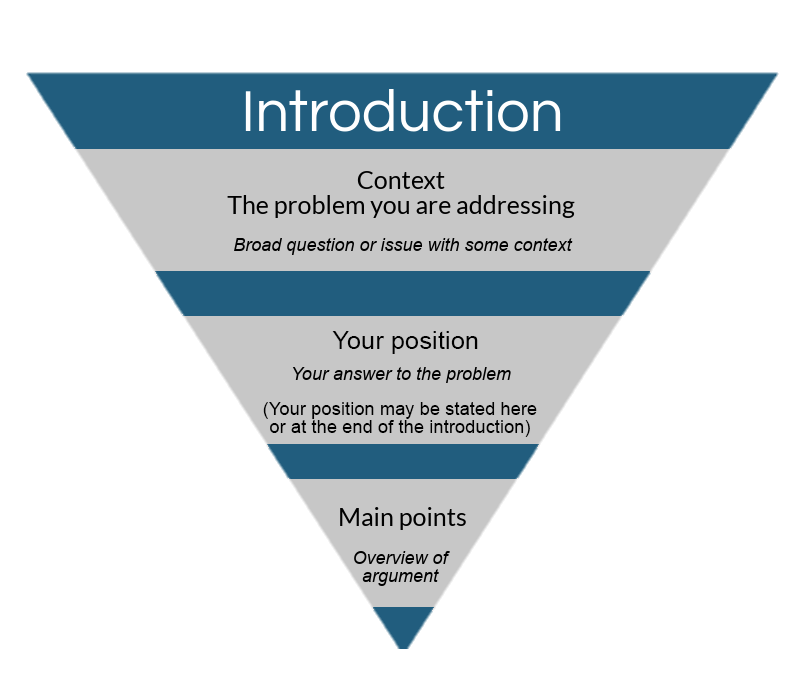 Introduction
Context
The problem you are addressing
Broad question or issue with some context
Your position
Your answer to the problem
(Your position may be stated here
or at the end of the introduction)
Main points
Overview of
argument